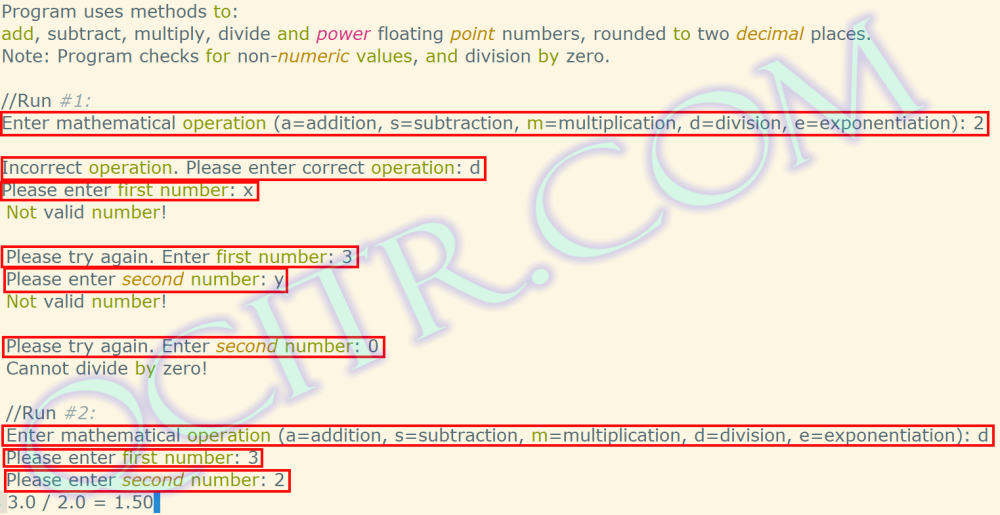 Program uses methods to:
add, subtract, multiply, divide and power floating point numbers, rounded to two decimal places.
Note: Program checks for non-numeric values, and division by zero.
//Run #1:
Enter mathematical operation (a=addition, s=subtraction, m=multiplication, d=division, e=exponentiation): 2
Incorrect operation. Please enter correct operation: d
Please enter first number: x
Not valid number!
Please try again. Enter first number: 3
Please enter second number: y
Not valid number!
Please try again. Enter second number: 0
Cannot divide by zero!
//Run #2:
Enter mathematical operation (a=addition, s=subtraction, m=multiplication, d=division, e=exponentiation): d
Please enter first number: 3
Please enter second number: 2
3.0 / 2.0 = 1.50
QCITR.COM